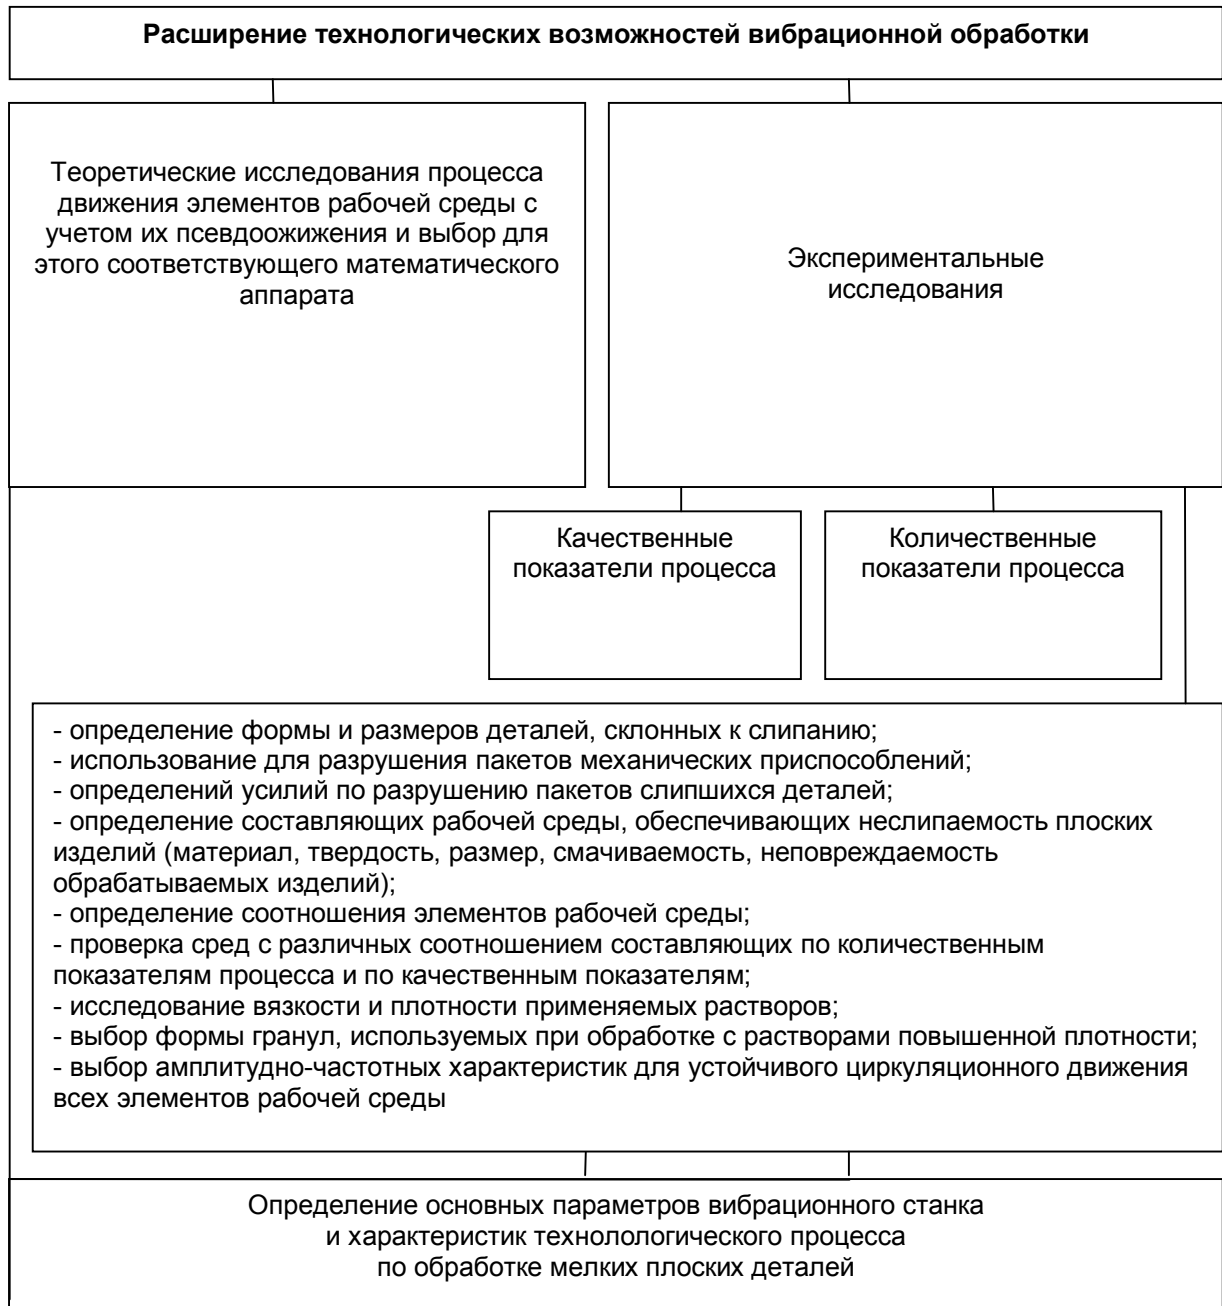 Расширение технологических возможностей вибрационной обработки
Теоретические исследования процесса
движения элементов рабочей среды с
учетом их псевдоожижения и выбор для
этого соответствующего математического
аппарата
Экспериментальные
исследования
Качественные
показатели процесса
Количественные
показатели процесса
- определение формы и размеров деталей, склонных к слипанию;
- использование для разрушения пакетов механических приспособлений;
- определений усилий по разрушению пакетов слипшихся деталей;
- определение составляющих рабочей среды, обеспечивающих неслипаемость плоских
изделий (материал, твердость, размер, смачиваемость, неповреждаемость
обрабатываемых изделий);
- определение соотношения элементов рабочей среды;
- проверка сред с различных соотношением составляющих по количественным
показателям процесса и по качественным показателям;
- исследование вязкости и плотности применяемых растворов;
- выбор формы гранул, используемых при обработке с растворами повышенной плотности;
- выбор амплитудно-частотных характеристик для устойчивого циркуляционного движения
всех элементов рабочей среды
Определение основных параметров вибрационного станка
и характеристик технолологического процесса
по обработке мелких плоских деталей